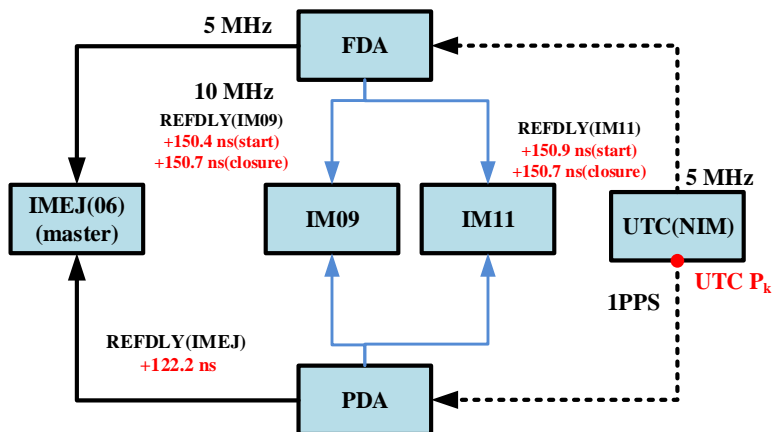 5 MHz
FDA
10 MHz
REFDLY(IM09)
+150.4 ns(start)
+150.7 ns(closure)
REFDLY(IM11)
+150.9 ns(start)
+150.7 ns(closure)
5 MHz
IMEJ(06)
(master)
IM09
IM11
UTC(NIM)
UTC Pk
1PPS
REFDLY(IMEJ)
+122.2 ns
PDA